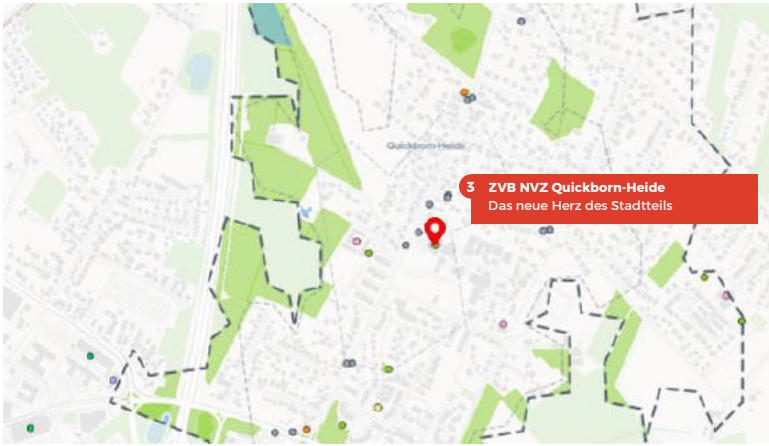 Quickborn-Heide
3 ZVB NVZ Quickborn-Heide
Das neue Herz des Stadtteils